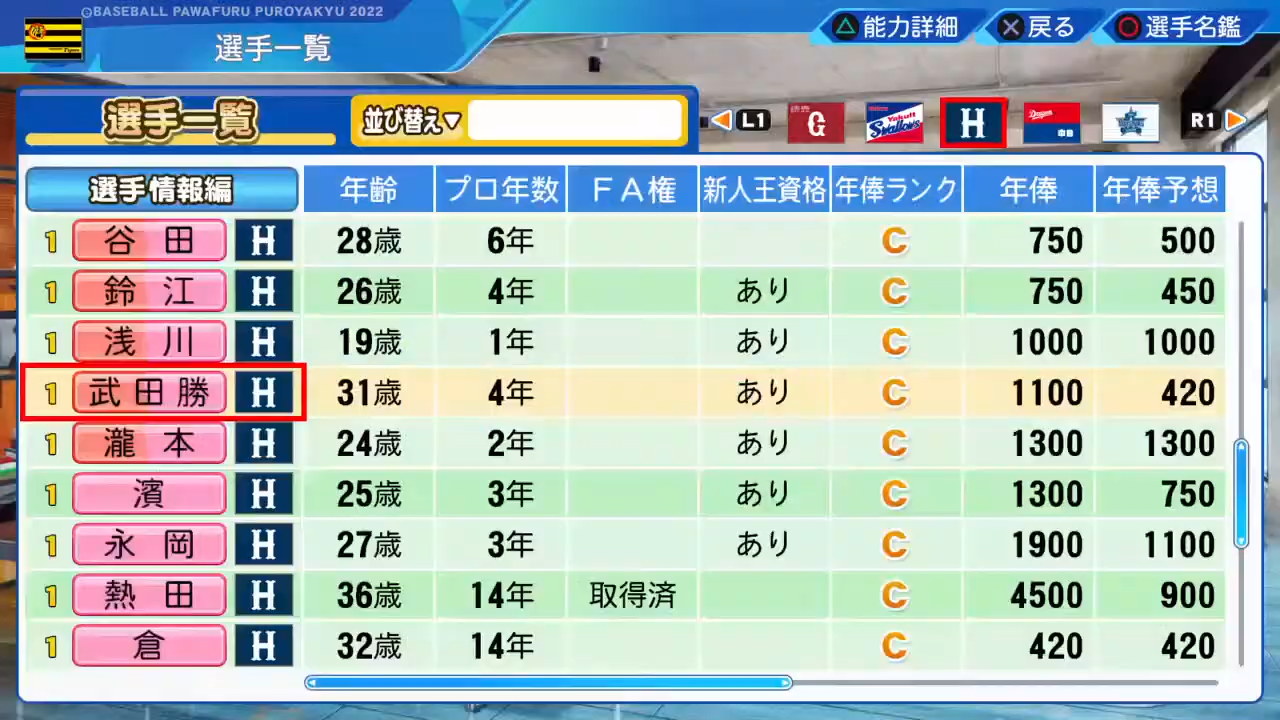 ©BASEBALL PAWAFURU PUROYAKYU 2022
選手一覧
△能力詳細 ×戻る ○選手名鑑
選手一覧 並び替え▼ L1 G Yakult Swallows H Dragons 中日 R1
選手情報編 年齢 プロ年数 FA権 新人王資格 年俸ランク 年俸 年俸予想
1 谷田 H 28歳 6年 C 750 500
1 鈴江 H 26歳 4年 あり C 750 450
1 浅川 H 19歳 1年 あり C 1000 1000
1 武田勝 H 31歳 4年 あり C 1100 420
1 瀧本 H 24歳 2年 あり C 1300 1300
1 濱 H 25歳 3年 あり C 1300 750
1 永岡 H 27歳 3年 あり C 1900 1100
1 熱田 H 36歳 14年 取得済 C 4500 900
1 倉 H 32歳 14年 C 420 420